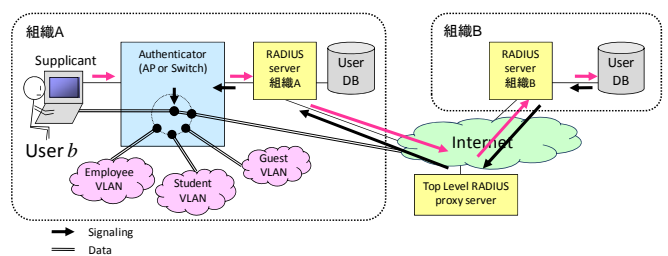 組織A
Supplicant
User b
Authenticator
(AP or Switch)
RADIUS
server
組織A
User
DB
Employee
VLAN
Student
VLAN
Guest
VLAN
組織B
RADIUS
server
組織B
User
DB
Internet
Top Level RADIUS
proxy server
Signaling
Data